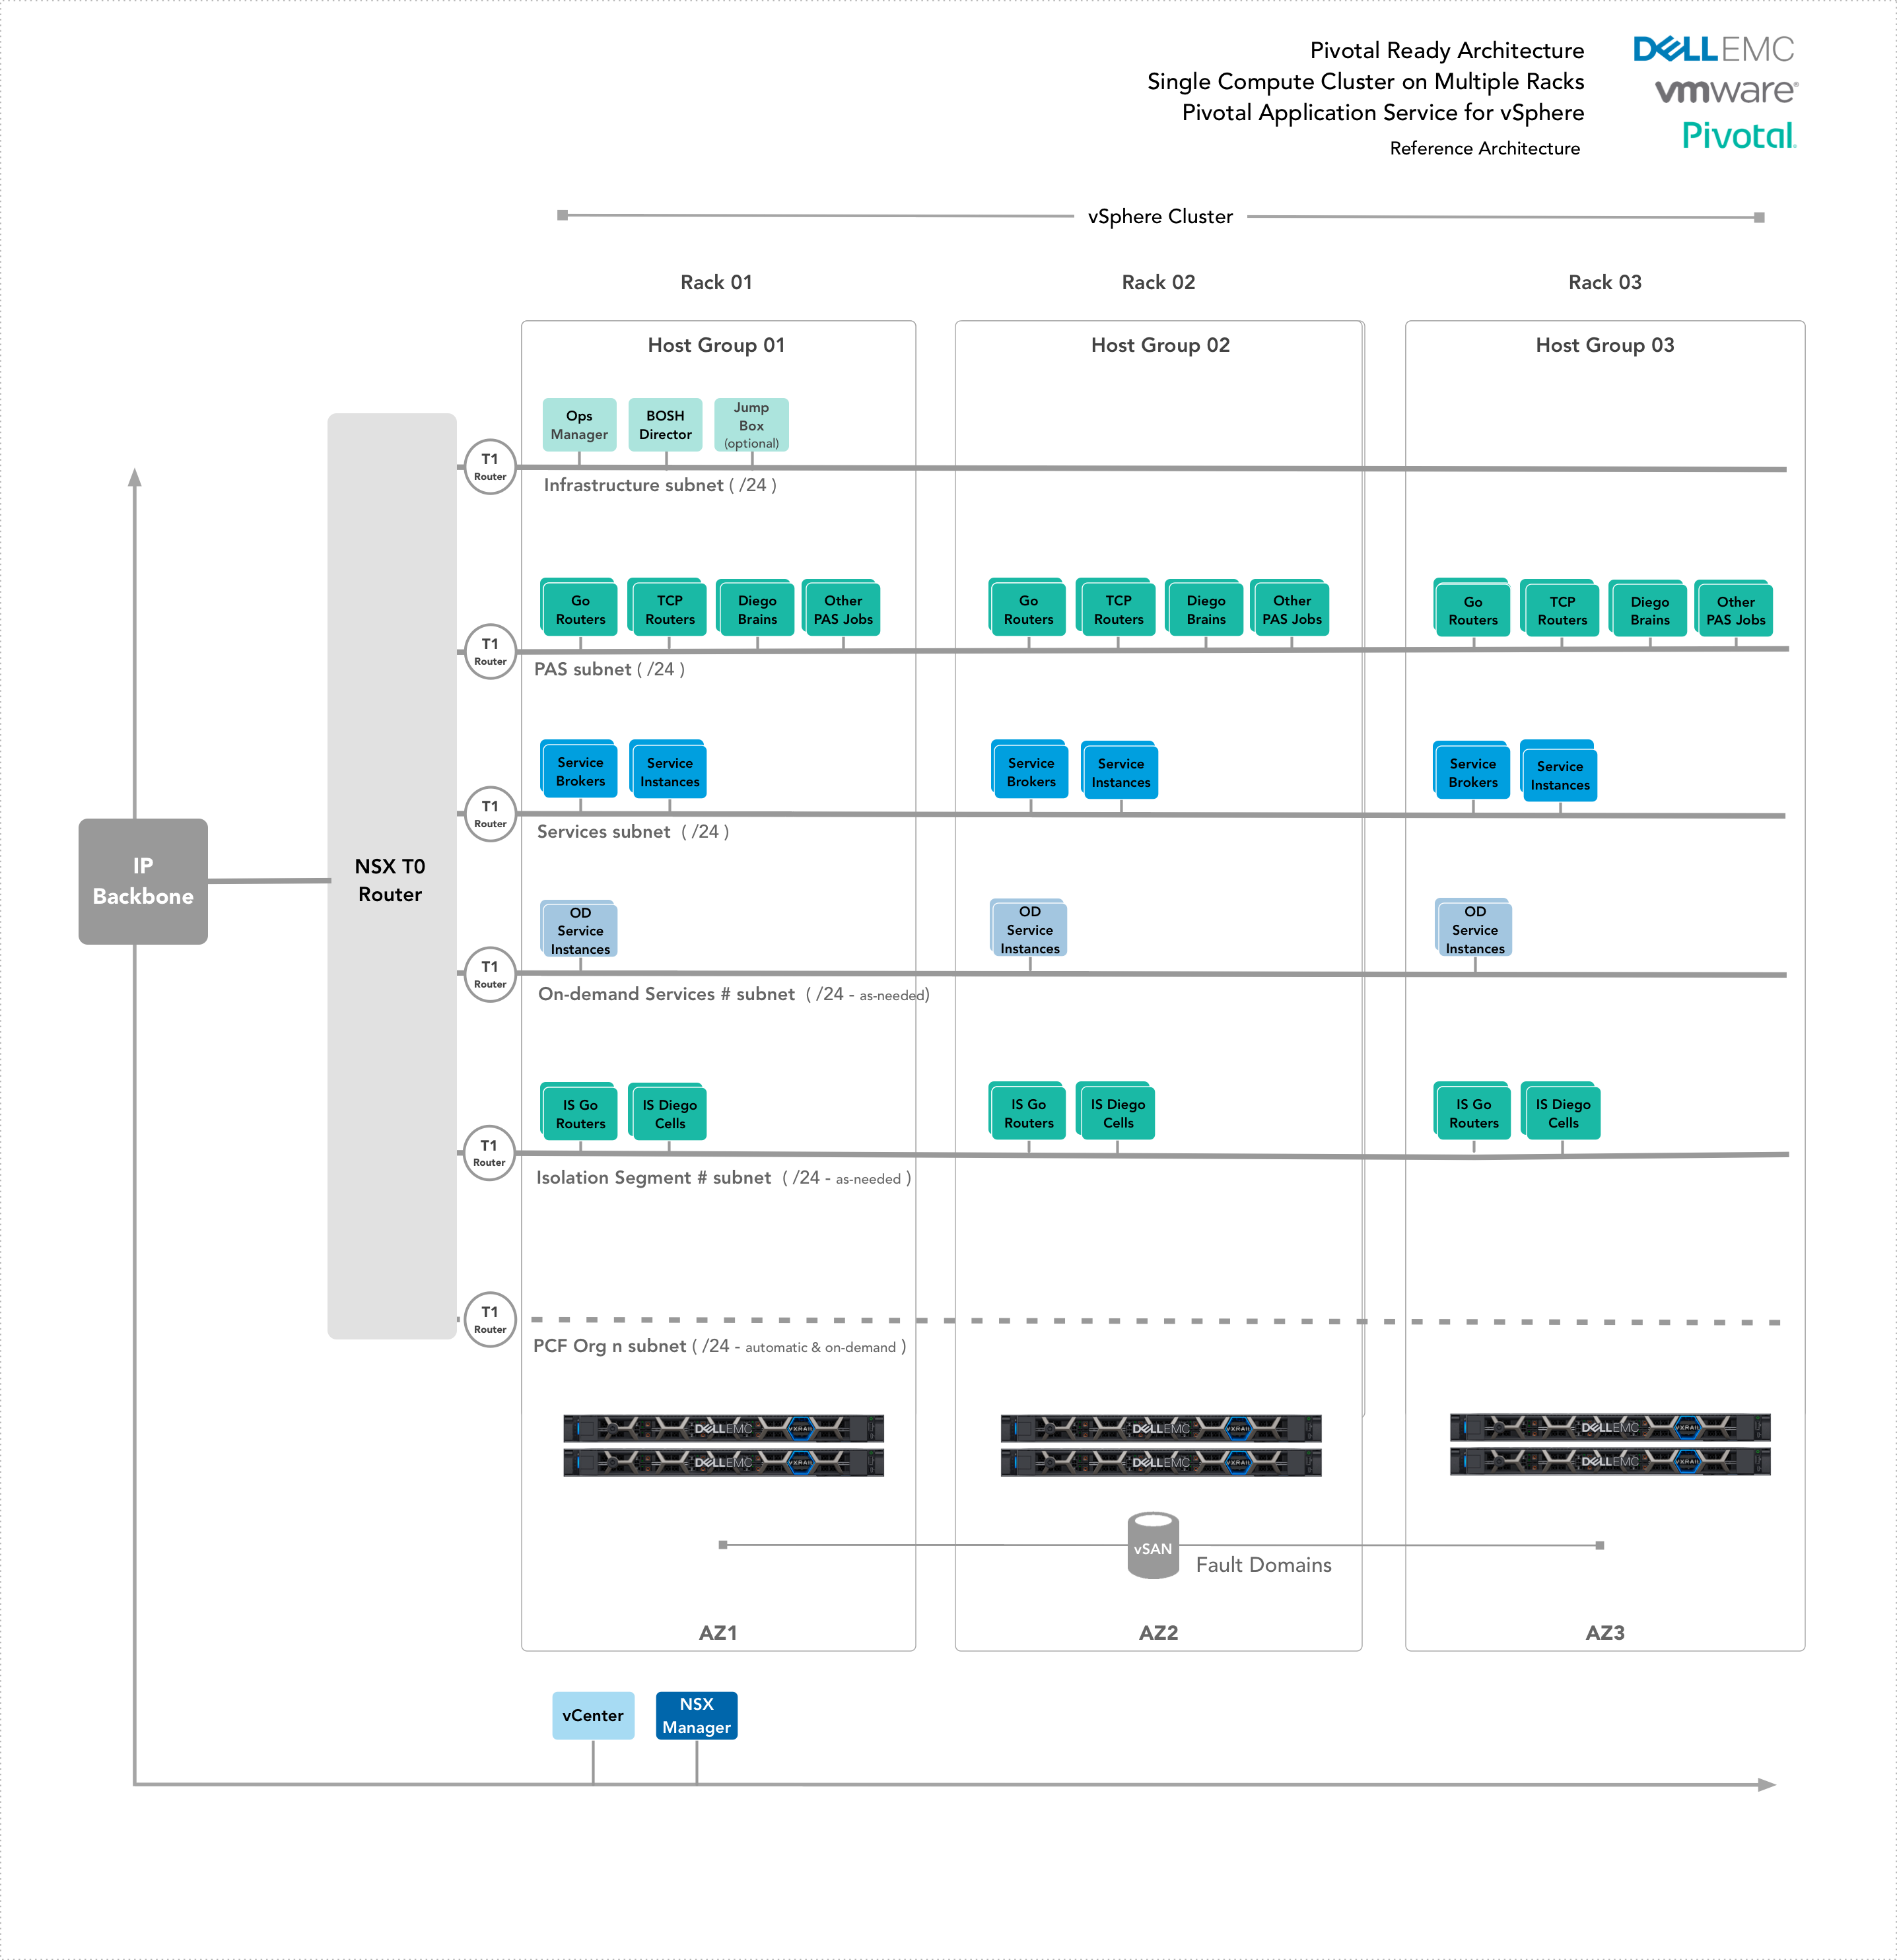 Pivotal Ready Architecture
Single Compute Cluster on Multiple Racks
Pivotal Application Service for vSphere
Reference Architecture
DELLEMC
vmware®
Pivotal.
vSphere Cluster
Rack 01
Rack 02
Rack 03
Host Group 01
Host Group 02
Host Group 03
Ops
Manager
BOSH
Director
Jump
Box
(optional)
T1
Router
Infrastructure subnet ( /24 )
Go
Routers
TCP
Routers
Diego
Brains
Other
PAS Jobs
Go
Routers
TCP
Routers
Diego
Brains
Other
PAS Jobs
Go
Routers
TCP
Routers
Diego
Brains
Other
PAS Jobs
T1
Router
PAS subnet ( /24 )
Service
Brokers
Service
Instances
Service
Brokers
Service
Instances
Service
Brokers
Service
Instances
T1
Router
Services subnet ( /24 )
IP
Backbone
NSX T0
Router
OD
Service
Instances
OD
Service
Instances
OD
Service
Instances
T1
Router
On-demand Services # subnet ( /24 - as-needed)
IS Go
Routers
IS Diego
Cells
IS Go
Routers
IS Diego
Cells
IS Go
Routers
IS Diego
Cells
T1
Router
Isolation Segment # subnet ( /24 - as-needed )
T1
Router
PCF Org n subnet ( /24 - automatic & on-demand )
DELLEMC VXRAIL
DELLEMC VXRAIL
DELLEMC VXRAIL
DELLEMC VXRAIL
DELLEMC VXRAIL
DELLEMC VXRAIL
vSAN
Fault Domains
AZ1
AZ2
AZ3
vCenter
NSX
Manager